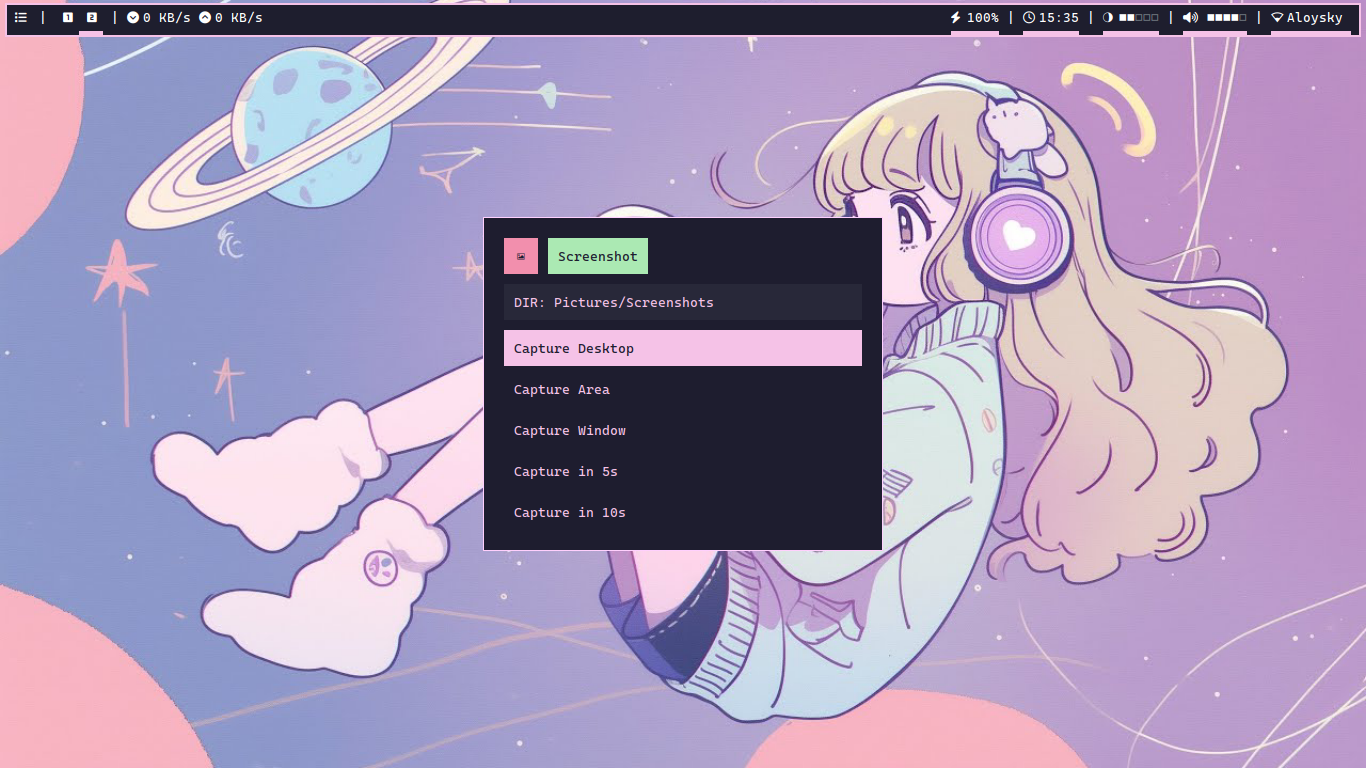 | 1 2 | 0 KB/s 0 KB/s 100% | 15:35 | | | Aloysky
Screenshot
DIR: Pictures/Screenshots
Capture Desktop
Capture Area
Capture Window
Capture in 5s
Capture in 10s